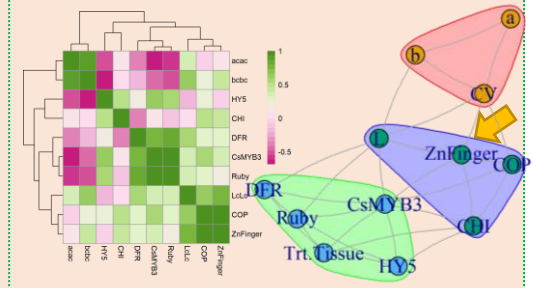 acac
bcbc
HY5
CHI
DFR
CsMYB3
Ruby
LcLc
COP
ZnFinger
acac
bcbc
HY5
CHI
DFR
CsMYB3
Ruby
LcLc
COP
ZnFinger
1
0.5
0
-0.5
a
b
CV
L
ZnFinger
COP
DFR
Ruby
CsMYB3
CHI
Trt.Tissue
HY5